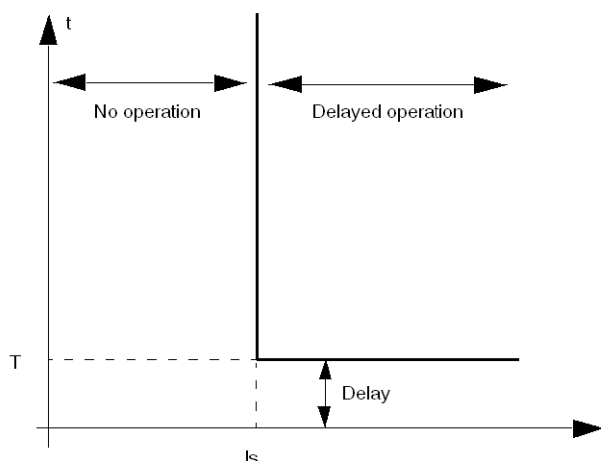 t
No operation
Delayed operation
T
Delay
Is